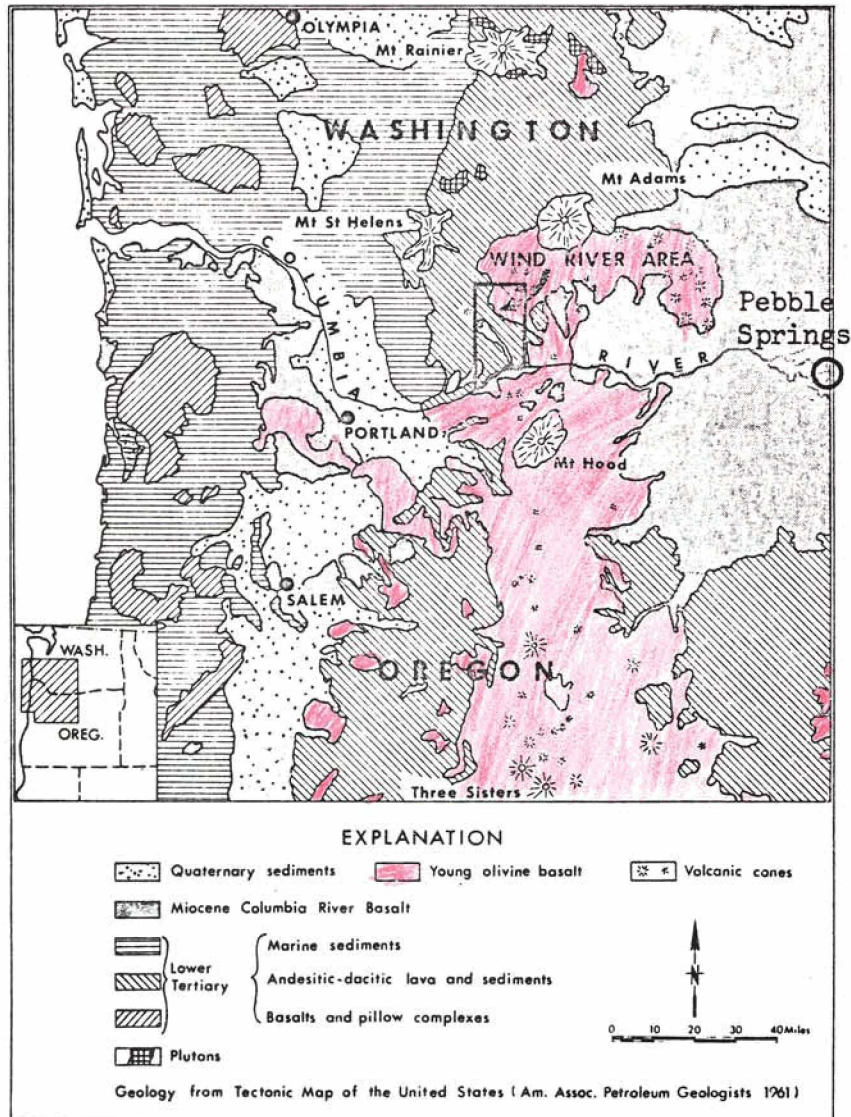 OLYMPIA
Mt Rainier
WASHINGTON
Mt Adams
Mt St Helens
WIND RIVER AREA
COLUMBIA
RIVER
Pebble
Springs
PORTLAND
Mt Hood
SALEM
OREGON
WASH.
OREG.
Three Sisters
EXPLANATION
Quaternary sediments
Young olivine basalt
Volcanic cones
Miocene Columbia River Basalt
Lower
Tertiary
Marine sediments
Andesitic-dacitic lava and sediments
Basalts and pillow complexes
Plutons
N
0 10 20 30 40 Miles
Geology from Tectonic Map of the United States ( Am. Assoc. Petroleum Geologists 1961 )